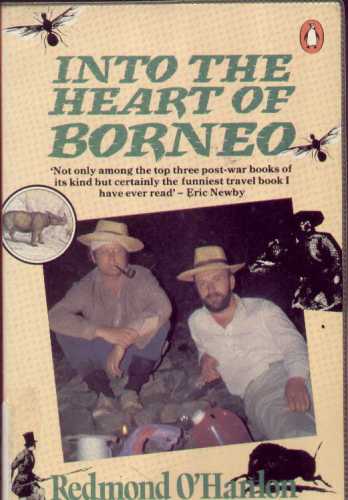 INTO THE
HEART OF
BORNEO
'Not only among the top three post-war books of
its kind but certainly the funniest travel book I
have ever read' – Eric Newby
Redmond O'Hanlon